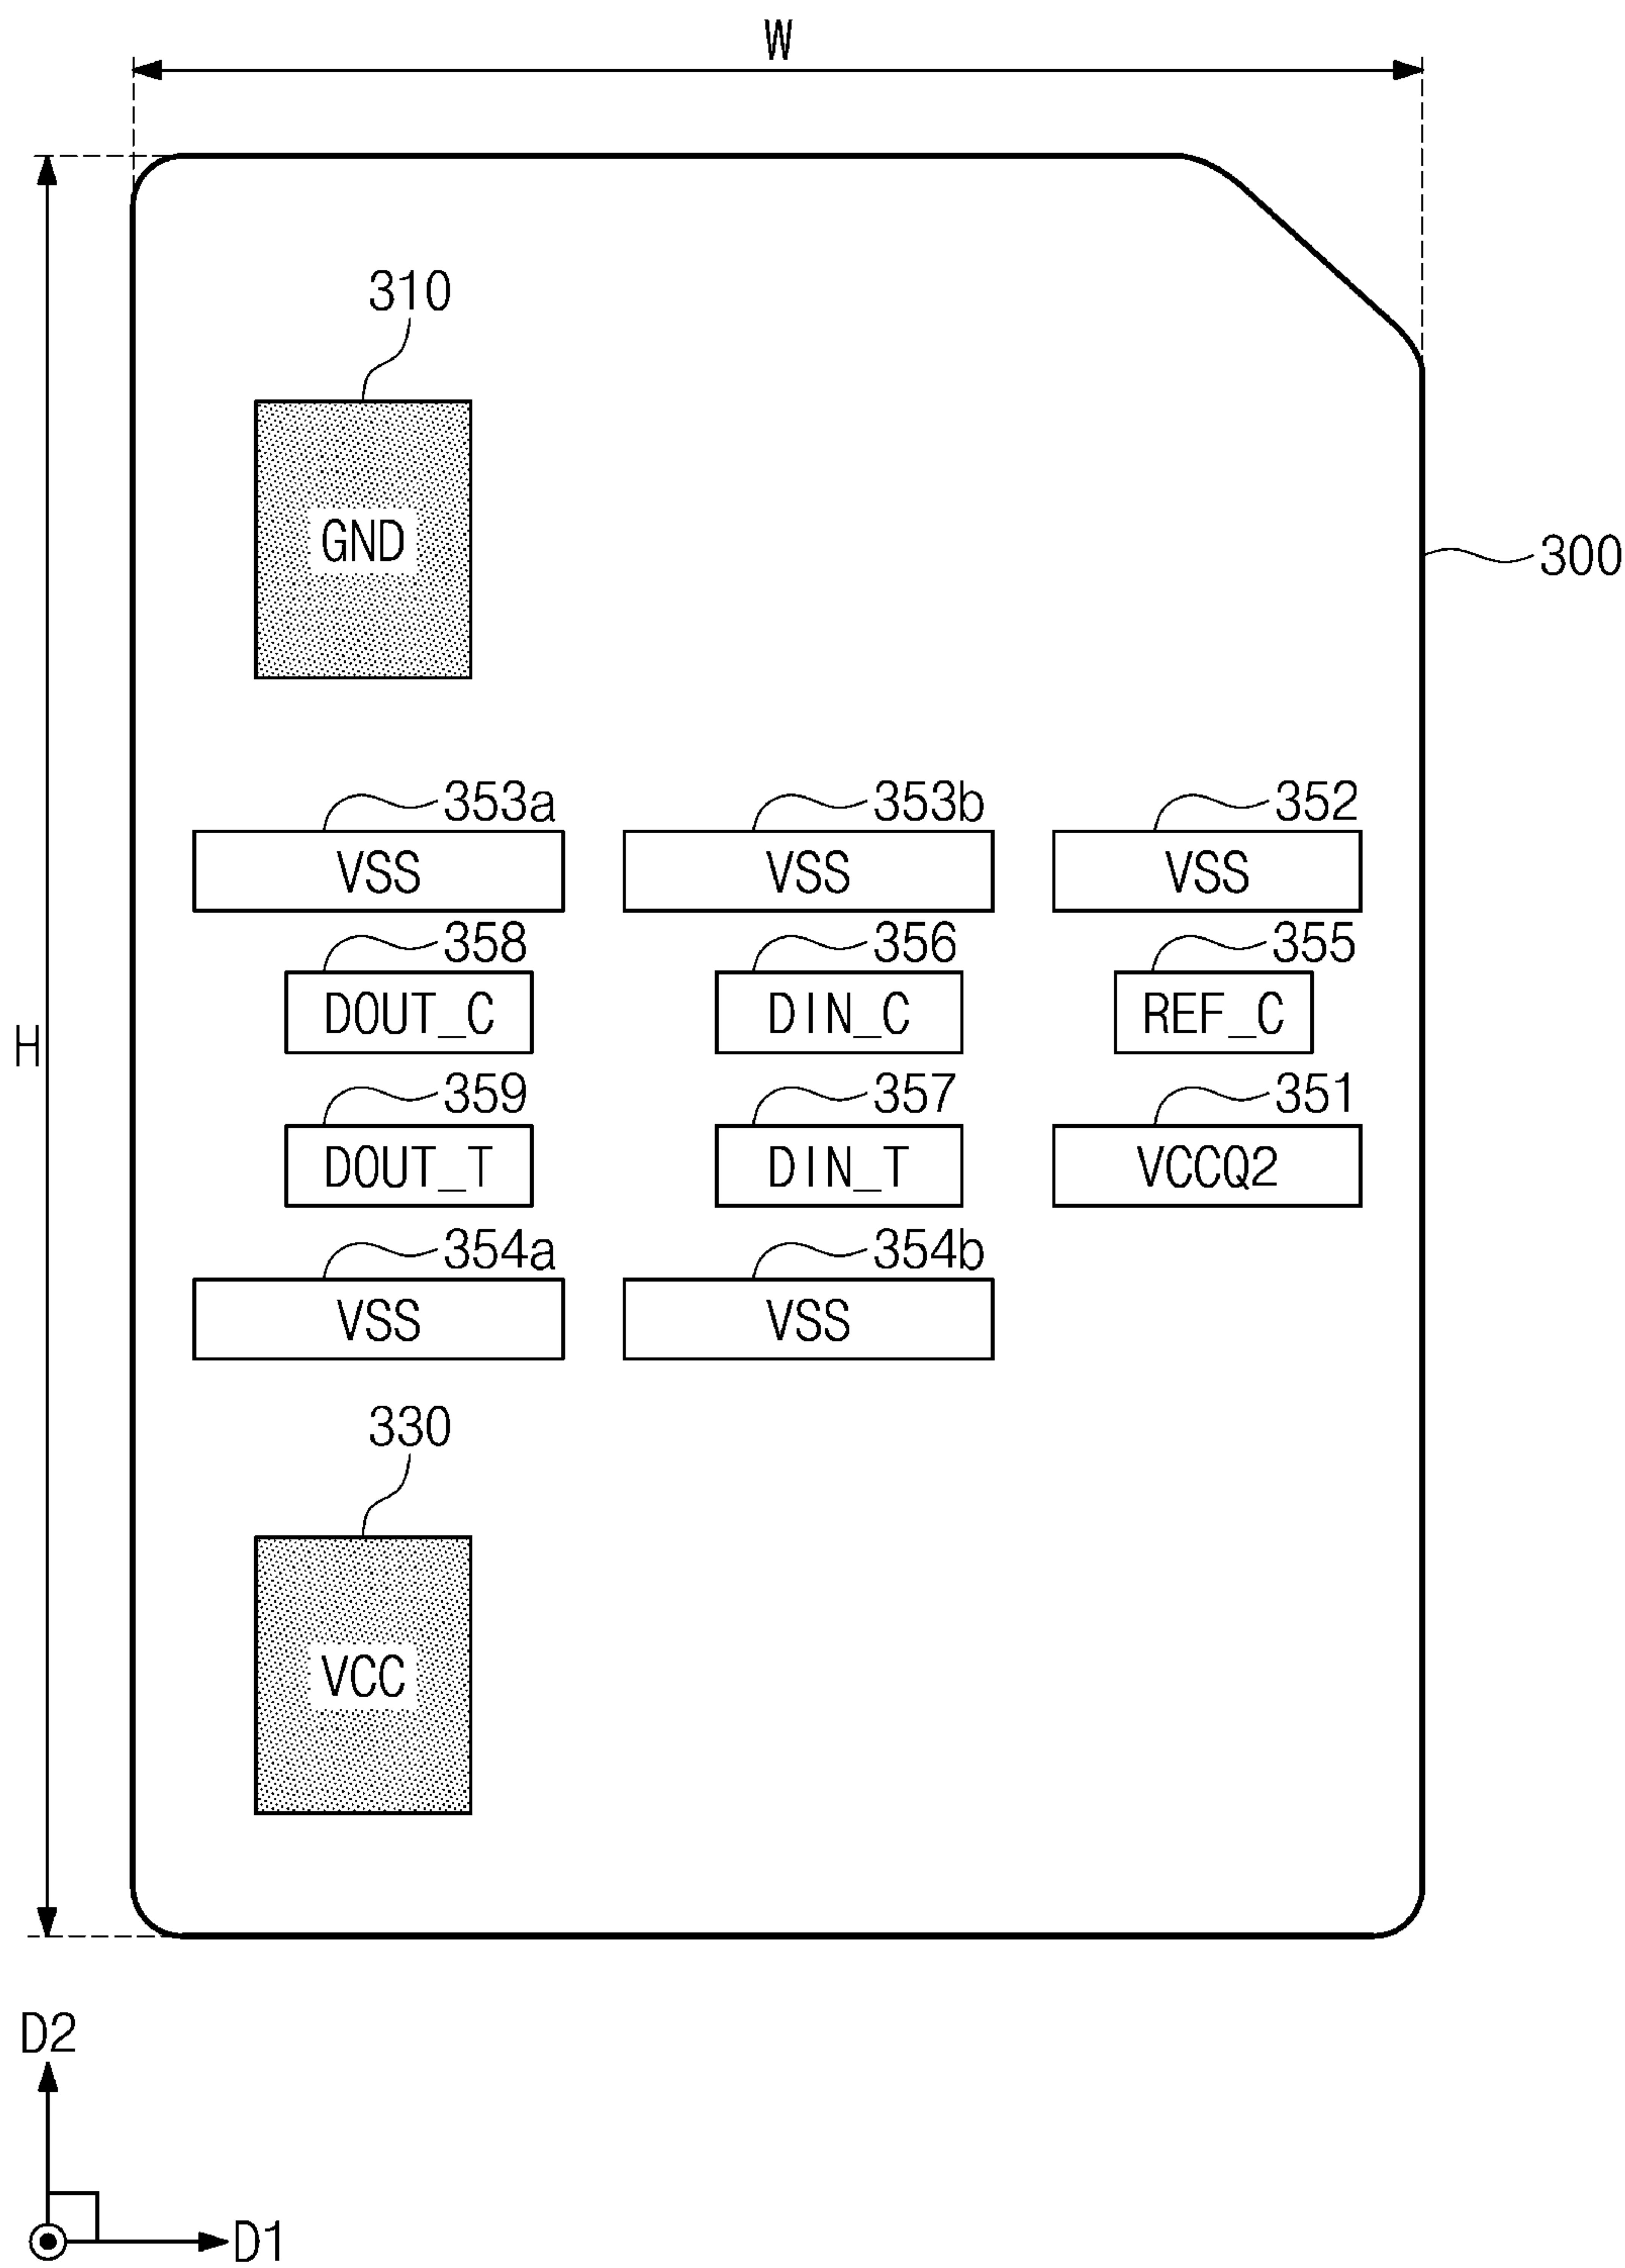 W
310
GND
300
353a 353b 352
VSS VSS VSS
358 356 355
DOUT_C DIN_C REF_C
H
359 357 351
DOUT_T DIN_T VCCQ2
354a 354b
VSS VSS
330
VCC
D2
D1